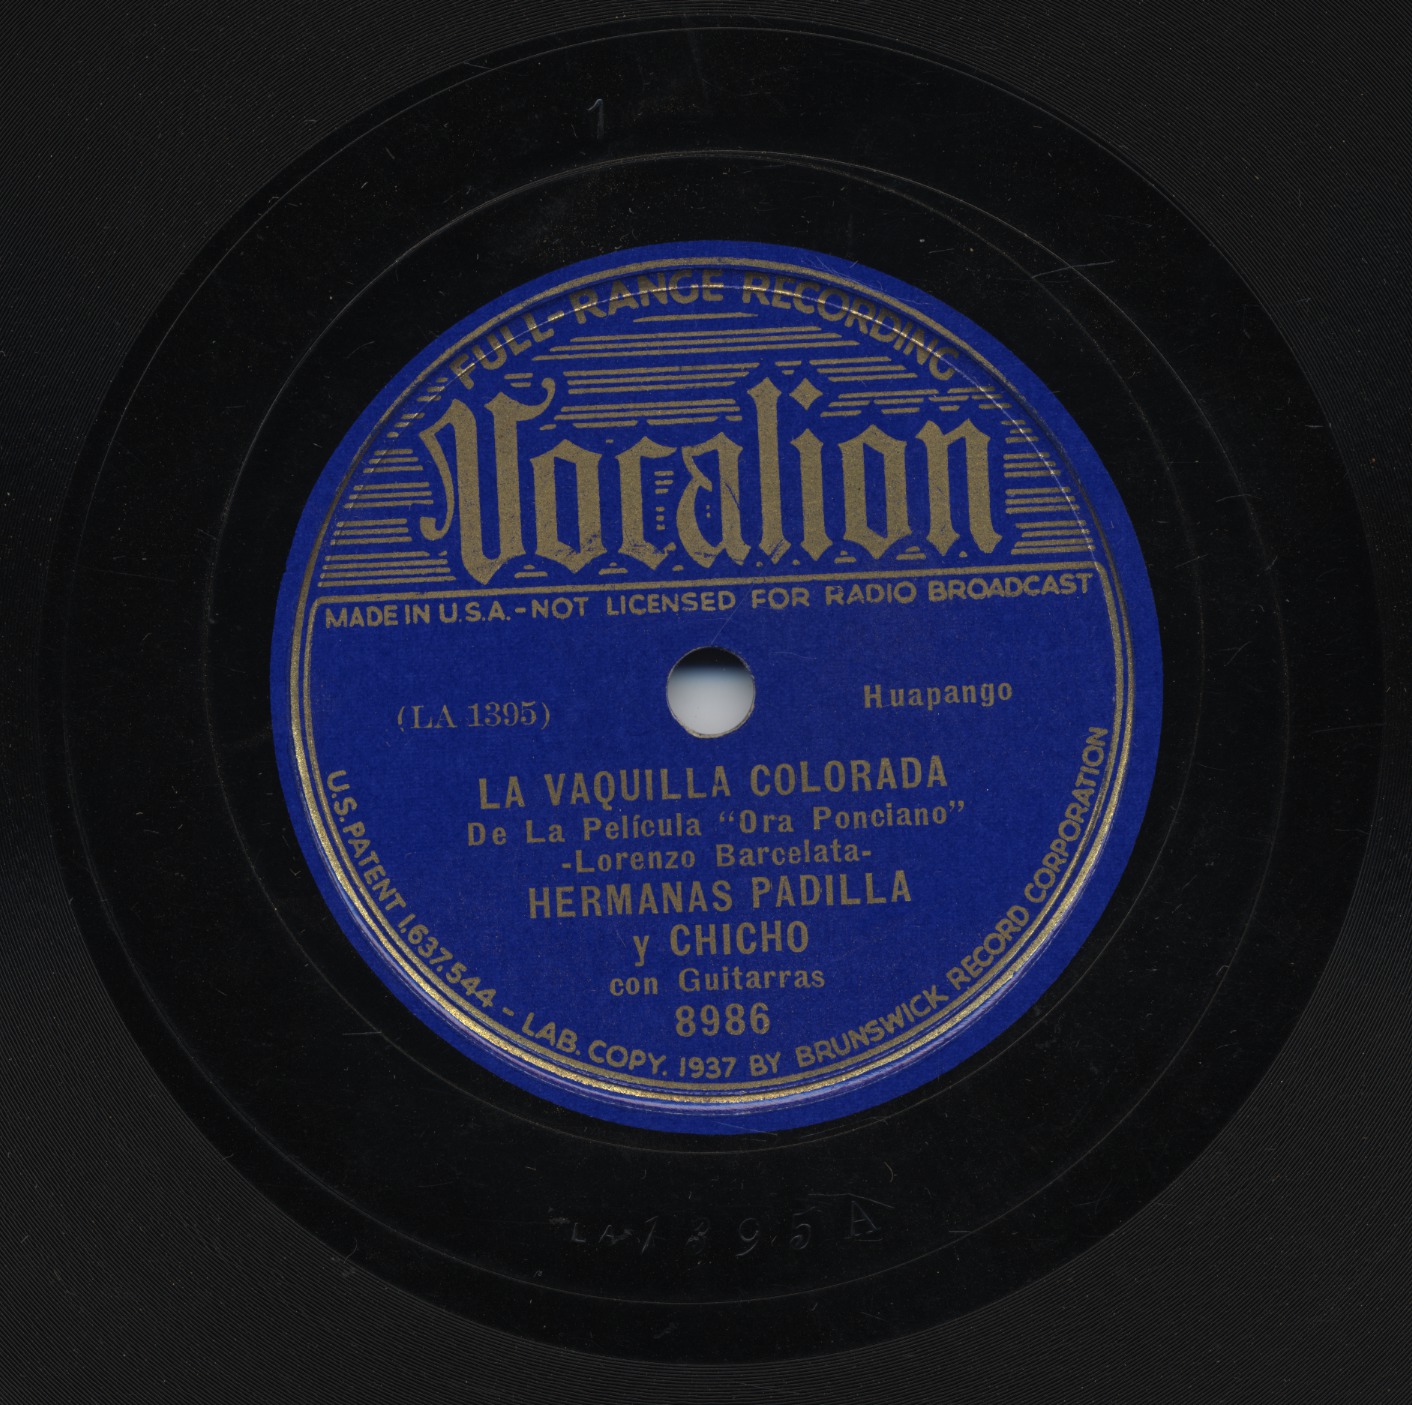 1
FULL-RANGE RECORDING
Vocalion
MADE IN U.S.A.-NOT LICENSED FOR RADIO BROADCAST
(LA 1395)
Huapango
LA VAQUILLA COLORADA
De La Película “Ora Ponciano”
-Lorenzo Barcelata-
HERMANAS PADILLA
y CHICHO
con Guitarras
8986
U.S. PATENT 1,637,544 - LAB. COPY. 1937 BY BRUNSWICK RECORD CORPORATION
LA 1395 A